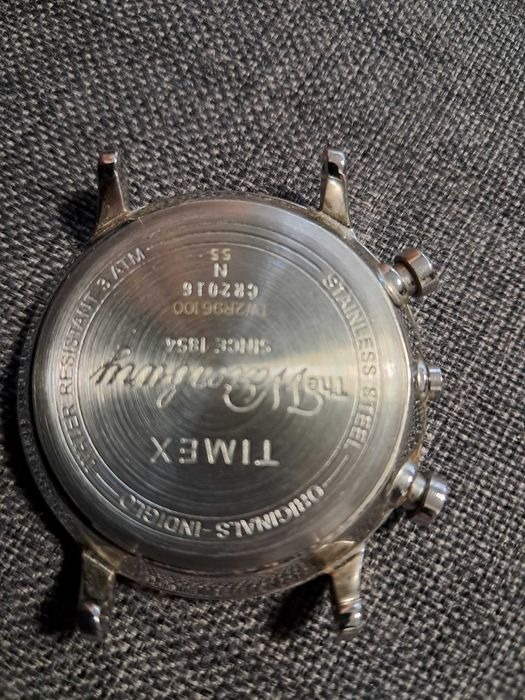 TIMEX
The Waterbury
SINCE 1854
TW2R96100
CR2016
N
55
STAINLESS STEEL — ORIGINALS-INDIGLO — WATER RESISTANT 3 ATM